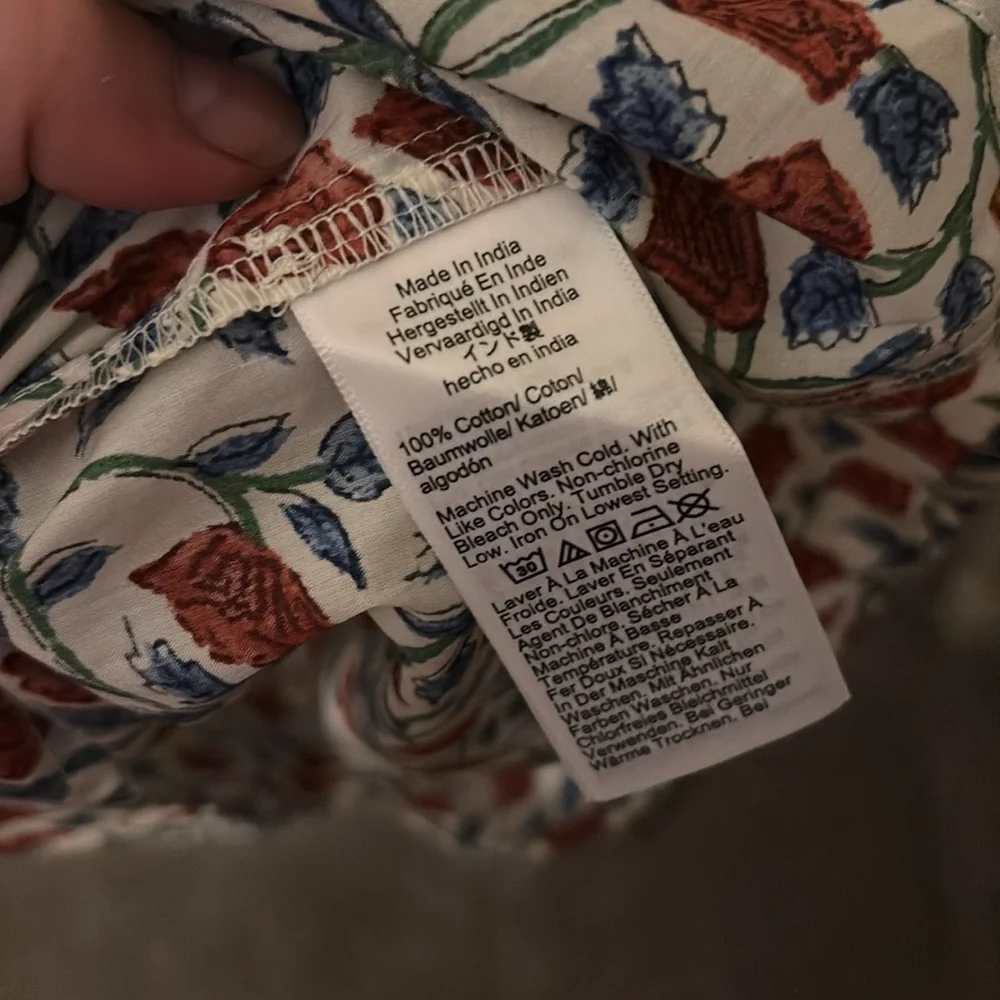 Made In India
Fabriqué En Inde
Hergestellt In Indien
Vervaardigd In India
インド製
hecho en india
100% Cotton/ Coton/
Baumwolle/ Katoen/ 綿/
algodón
Machine Wash Cold. With
Like Colors. Non-chlorine
Bleach Only. Tumble Dry
Low. Iron On Lowest Setting.
30
Laver À La Machine À L'eau
Froide. Laver En Séparant
Les Couleurs. Seulement
Agent De Blanchiment
Non-chlore. Sécher À La
Machine À Basse
Température. Repasser À
Fer Doux Si Nécessaire.
In Der Maschine Kalt
Waschen. Mit Ähnlichen
Farben Waschen. Nur
Chlorfreies Bleichmittel
Verwenden. Bei Geringer
Wärme Trocknen. Bei